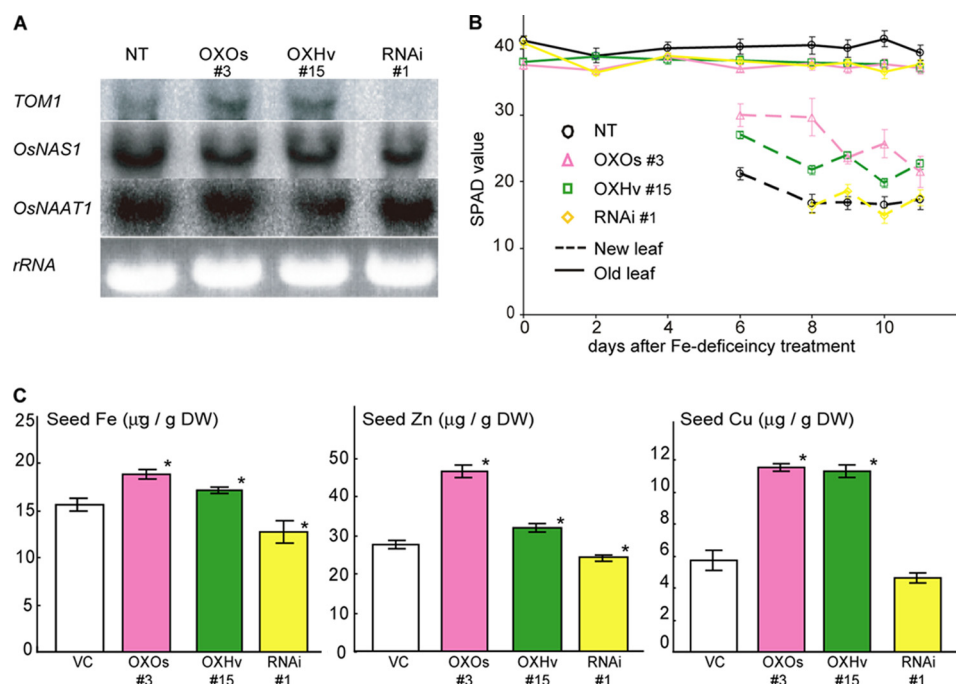 A
NT OXOs OXHv RNAi
#3 #15 #1
TOM1
OsNAS1
OsNAAT1
rRNA
B
SPAD value
40
30
20
10
0
NT
OXOs #3
OXHv #15
RNAi #1
New leaf
Old leaf
0 2 4 6 8 10
days after Fe-deficeincy treatment
C
Seed Fe (μg / g DW)
25
20
15
10
5
0
* * *
VC OXOs OXHv RNAi
#3 #15 #1
Seed Zn (μg / g DW)
50
40
30
20
10
0
* * *
VC OXOs OXHv RNAi
#3 #15 #1
Seed Cu (μg / g DW)
12
10
8
6
4
2
0
* *
VC OXOs OXHv RNAi
#3 #15 #1